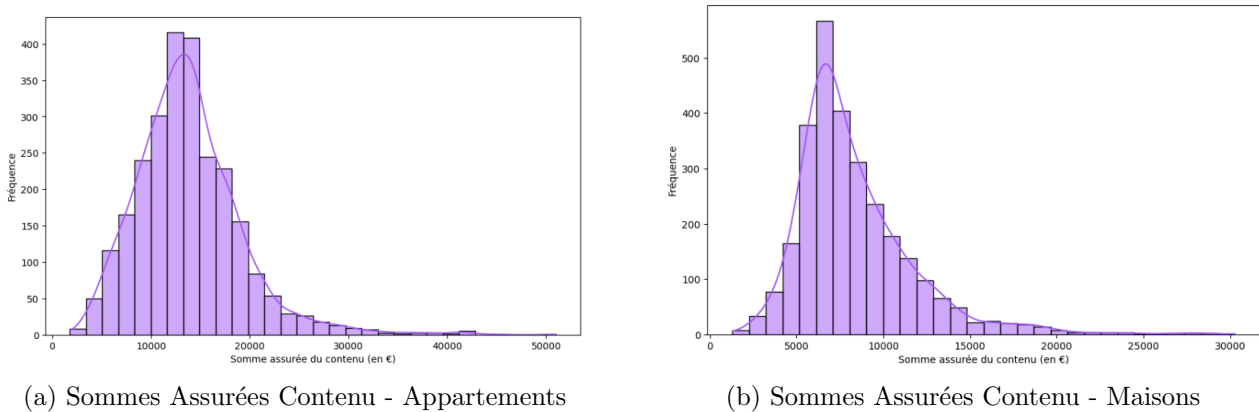 Fréquence
400
350
300
250
200
150
100
50
0
0 10000 20000 30000 40000 50000
Somme assurée du contenu (en €)
(a) Sommes Assurées Contenu - Appartements
Fréquence
500
400
300
200
100
0
0 5000 10000 15000 20000 25000 30000
Somme assurée du contenu (en €)
(b) Sommes Assurées Contenu - Maisons